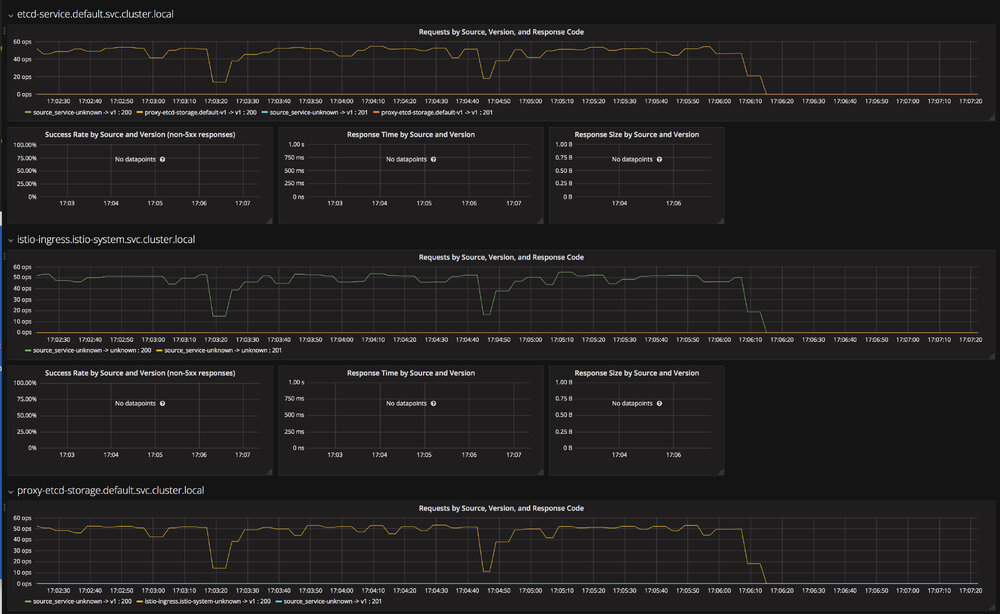 etcd-service.default.svc.cluster.local
Requests by Source, Version, and Response Code
60 ops
40 ops
20 ops
0 ops
17:02:30 17:02:40 17:02:50 17:03:00 17:03:10 17:03:20 17:03:30 17:03:40 17:03:50 17:04:00 17:04:10 17:04:20 17:04:30 17:04:40 17:04:50 17:05:00 17:05:10 17:05:20 17:05:30 17:05:40 17:05:50 17:06:00 17:06:10 17:06:20 17:06:30 17:06:40 17:06:50 17:07:00 17:07:10 17:07:20
source_service-unknown -> v1 : 200 proxy-etcd-storage.default-v1 -> v1 : 200 source_service-unknown -> v1 : 201 proxy-etcd-storage.default-v1 -> v1 : 201
Success Rate by Source and Version (non-5xx responses)
100.00%
75.00%
50.00%
25.00%
0%
No datapoints
17:03 17:04 17:05 17:06 17:07
Response Time by Source and Version
1.00 s
750 ms
500 ms
250 ms
0 ns
No datapoints
17:03 17:04 17:05 17:06 17:07
Response Size by Source and Version
1.00 B
0.75 B
0.50 B
0.25 B
0 B
No datapoints
17:04 17:06
istio-ingress.istio-system.svc.cluster.local
Requests by Source, Version, and Response Code
60 ops
50 ops
40 ops
30 ops
20 ops
10 ops
0 ops
17:02:30 17:02:40 17:02:50 17:03:00 17:03:10 17:03:20 17:03:30 17:03:40 17:03:50 17:04:00 17:04:10 17:04:20 17:04:30 17:04:40 17:04:50 17:05:00 17:05:10 17:05:20 17:05:30 17:05:40 17:05:50 17:06:00 17:06:10 17:06:20 17:06:30 17:06:40 17:06:50 17:07:00 17:07:10 17:07:20
source_service-unknown -> unknown : 200 source_service-unknown -> unknown : 201
Success Rate by Source and Version (non-5xx responses)
100.00%
75.00%
50.00%
25.00%
0%
No datapoints
17:03 17:04 17:05 17:06 17:07
Response Time by Source and Version
1.00 s
750 ms
500 ms
250 ms
0 ns
No datapoints
17:03 17:04 17:05 17:06 17:07
Response Size by Source and Version
1.00 B
0.75 B
0.50 B
0.25 B
0 B
No datapoints
17:04 17:06
proxy-etcd-storage.default.svc.cluster.local
Requests by Source, Version, and Response Code
60 ops
50 ops
40 ops
30 ops
20 ops
10 ops
0 ops
17:02:30 17:02:40 17:02:50 17:03:00 17:03:10 17:03:20 17:03:30 17:03:40 17:03:50 17:04:00 17:04:10 17:04:20 17:04:30 17:04:40 17:04:50 17:05:00 17:05:10 17:05:20 17:05:30 17:05:40 17:05:50 17:06:00 17:06:10 17:06:20 17:06:30 17:06:40 17:06:50 17:07:00 17:07:10 17:07:20
source_service-unknown -> v1 : 200 istio-ingress.istio-system-unknown -> v1 : 200 source_service-unknown -> v1 : 201